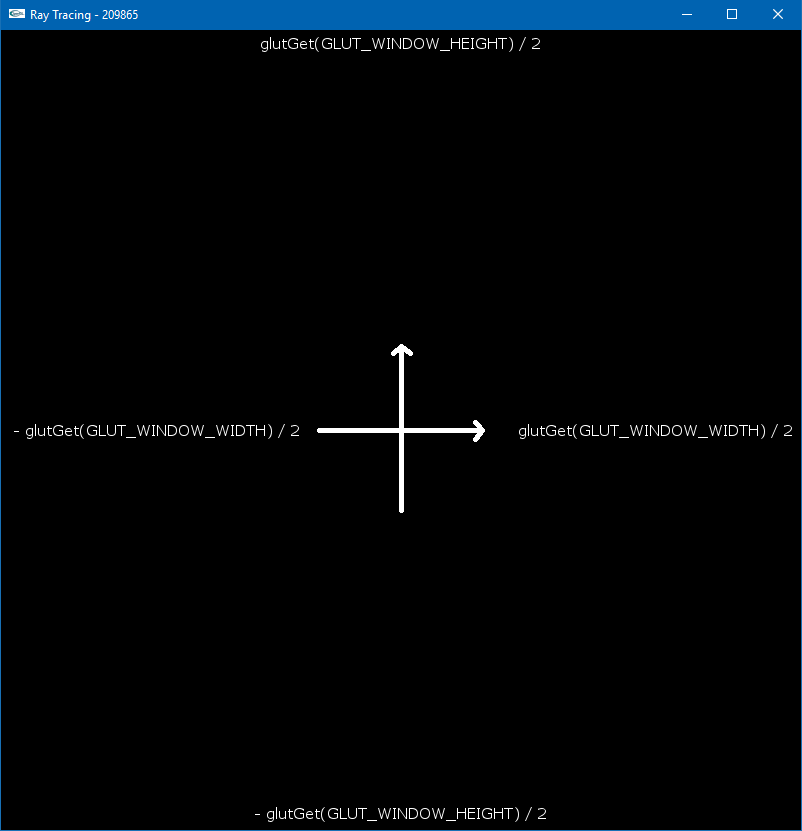 Ray Tracing - 209865
glutGet(GLUT_WINDOW_HEIGHT) / 2
- glutGet(GLUT_WINDOW_WIDTH) / 2
glutGet(GLUT_WINDOW_WIDTH) / 2
- glutGet(GLUT_WINDOW_HEIGHT) / 2